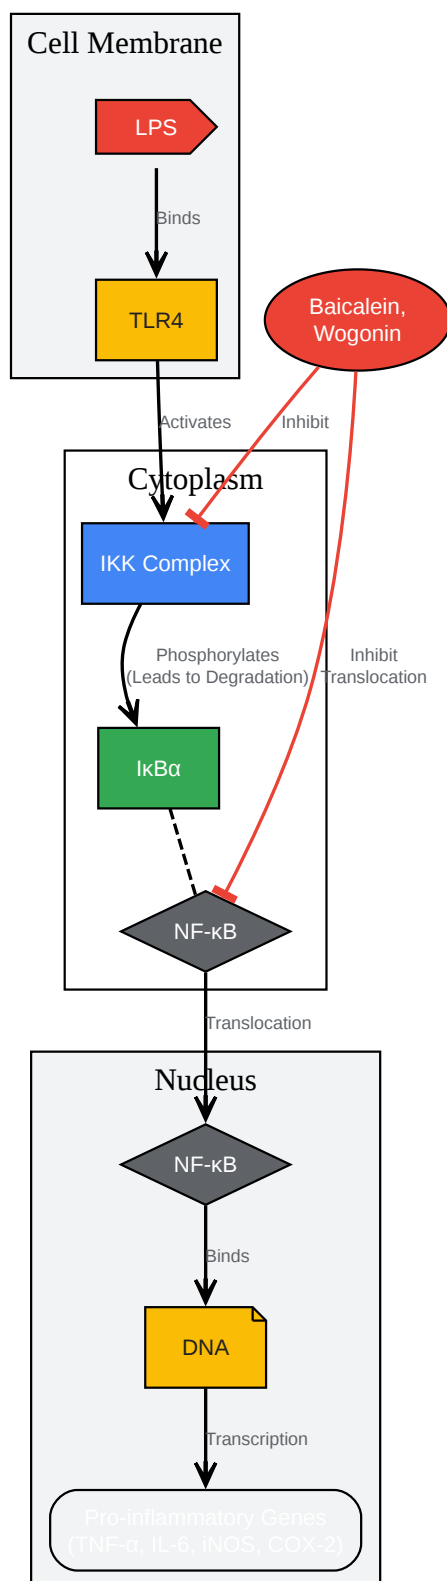 Cell Membrane
LPS
Binds
TLR4
Baicalein,
Wogonin
Activates
Inhibit
Cytoplasm
IKK Complex
Phosphorylates
(Leads to Degradation)
Inhibit
Translocation
IκBα
NF-κB
Translocation
Nucleus
NF-κB
Binds
DNA
Transcription
Pro-inflammatory Genes
(TNF-α, IL-6, iNOS, COX-2)